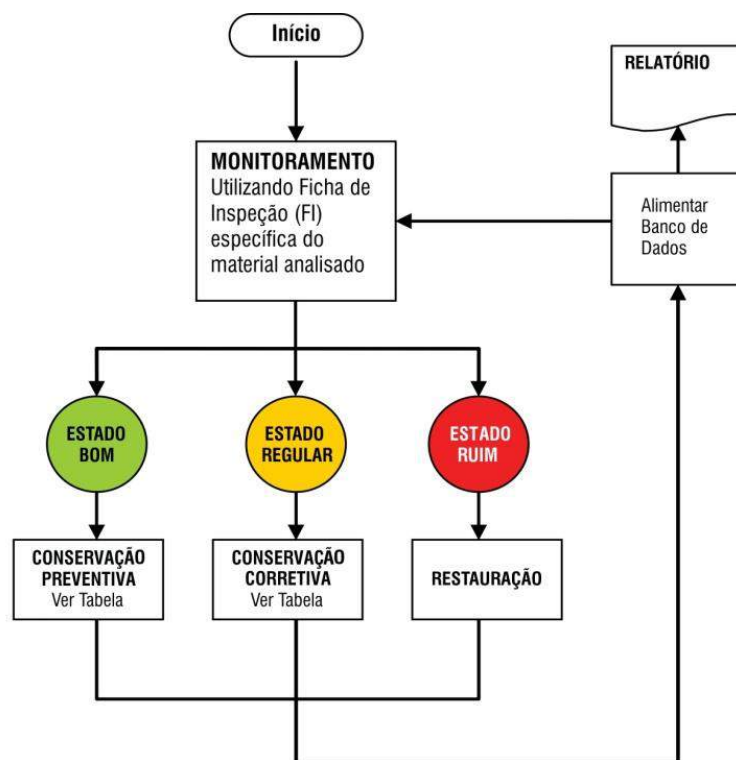 Início
RELATÓRIO
MONITORAMENTO
Utilizando Ficha de
Inspeção (FI)
específica do
material analisado
Alimentar
Banco de
Dados
ESTADO
BOM
ESTADO
REGULAR
ESTADO
RUIM
CONSERVAÇÃO
PREVENTIVA
Ver Tabela
CONSERVAÇÃO
CORRETIVA
Ver Tabela
RESTAURAÇÃO